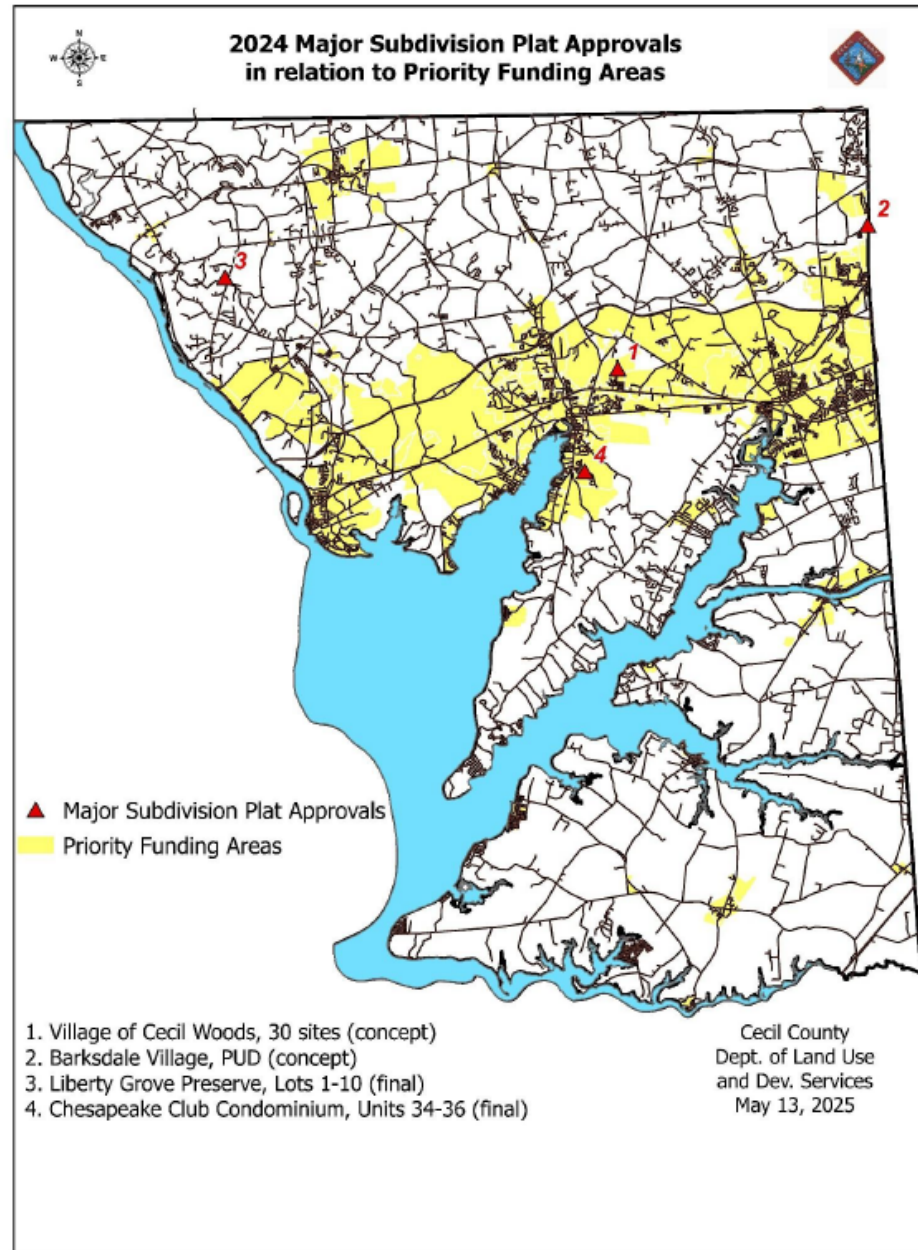 2024 Major Subdivision Plat Approvals
in relation to Priority Funding Areas
N
W
E
S
2
3
1
4
Major Subdivision Plat Approvals
Priority Funding Areas
1. Village of Cecil Woods, 30 sites (concept)
2. Barksdale Village, PUD (concept)
3. Liberty Grove Preserve, Lots 1-10 (final)
4. Chesapeake Club Condominium, Units 34-36 (final)
Cecil County
Dept. of Land Use
and Dev. Services
May 13, 2025